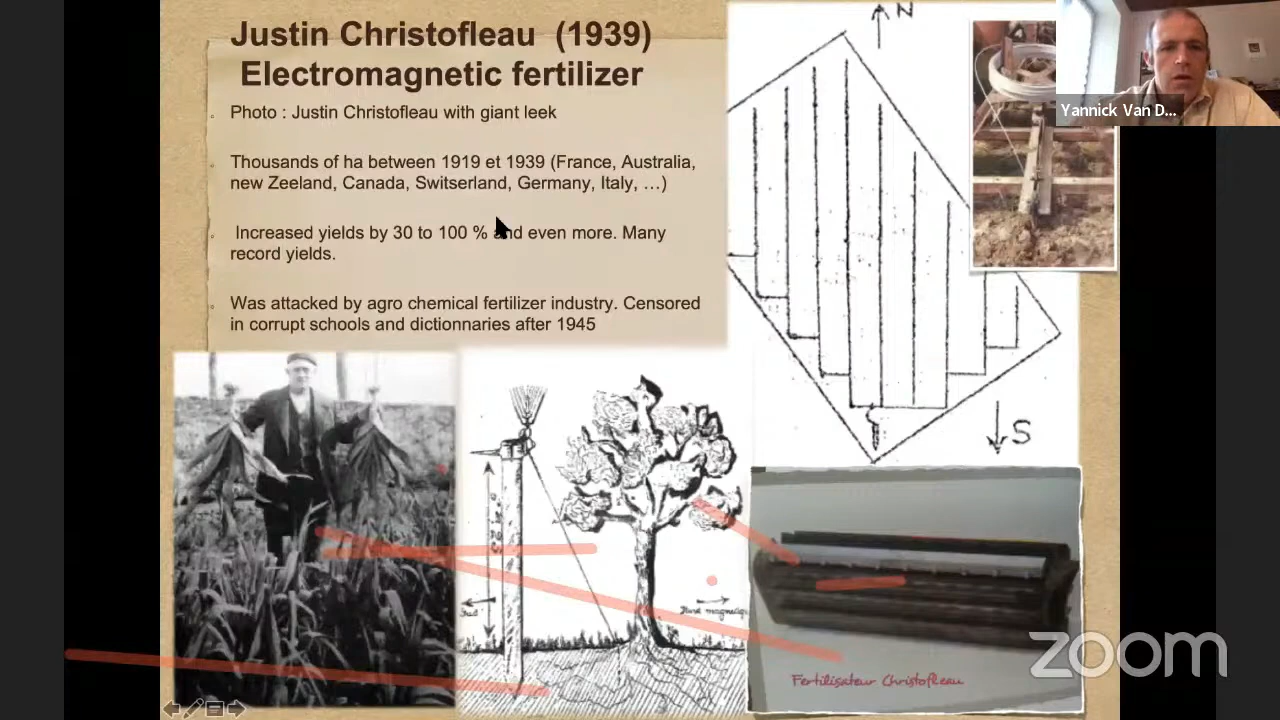 Justin Christofleau (1939)
Electromagnetic fertilizer
Photo : Justin Christofleau with giant leek
Thousands of ha between 1919 et 1939 (France, Australia,
new Zeeland, Canada, Switserland, Germany, Italy, …)
Increased yields by 30 to 100 % and even more. Many
record yields.
Was attacked by agro chemical fertilizer industry. Censored
in corrupt schools and dictionnaries after 1945
N
Yannick Van D...
S
Sud
Fertilisateur Christofleau
zoom